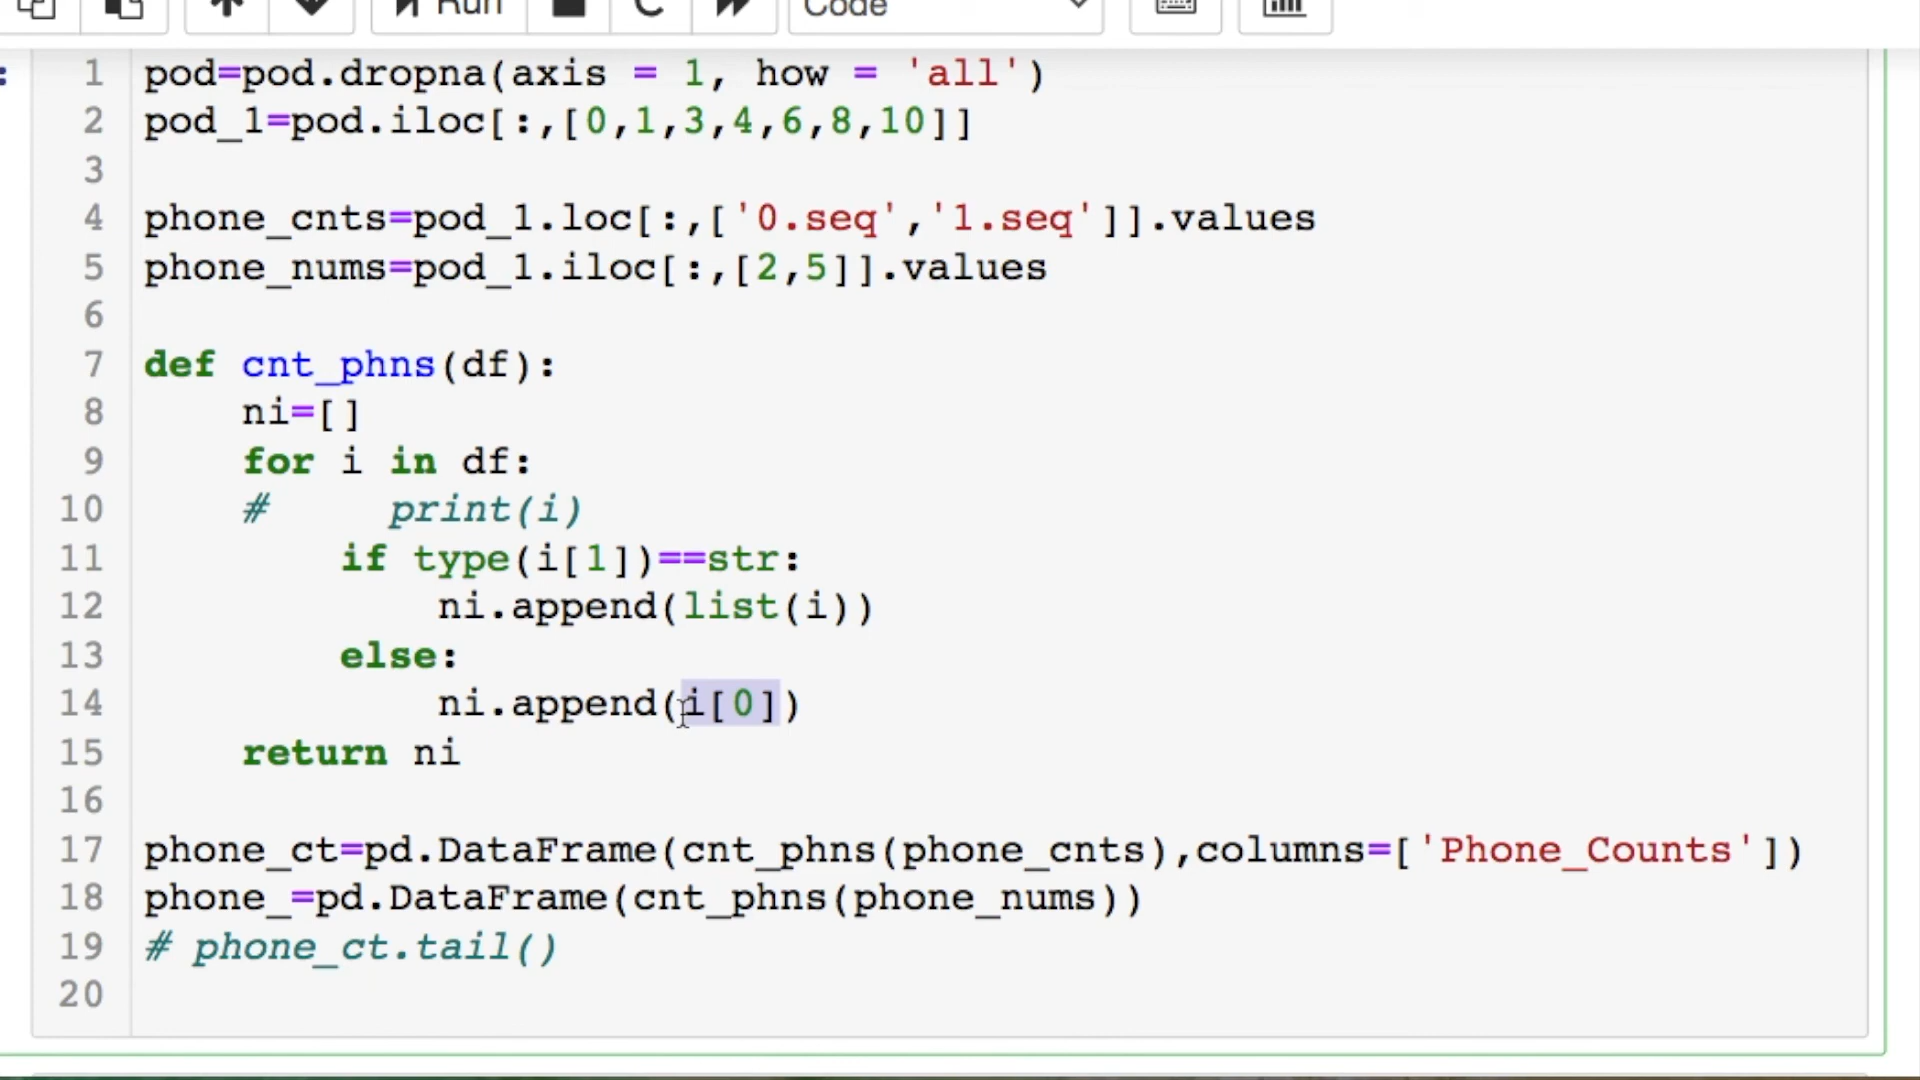 Run Code
:
1 pod=pod.dropna(axis = 1, how = 'all')
2 pod_1=pod.iloc[:,[0,1,3,4,6,8,10]]
3
4 phone_cnts=pod_1.loc[:,['0.seq','1.seq']].values
5 phone_nums=pod_1.iloc[:,[2,5]].values
6
7 def cnt_phns(df):
8     ni=[]
9     for i in df:
10     #     print(i)
11         if type(i[1])==str:
12             ni.append(list(i))
13         else:
14             ni.append(i[0])
15     return ni
16
17 phone_ct=pd.DataFrame(cnt_phns(phone_cnts),columns=['Phone_Counts'])
18 phone_=pd.DataFrame(cnt_phns(phone_nums))
19 # phone_ct.tail()
20